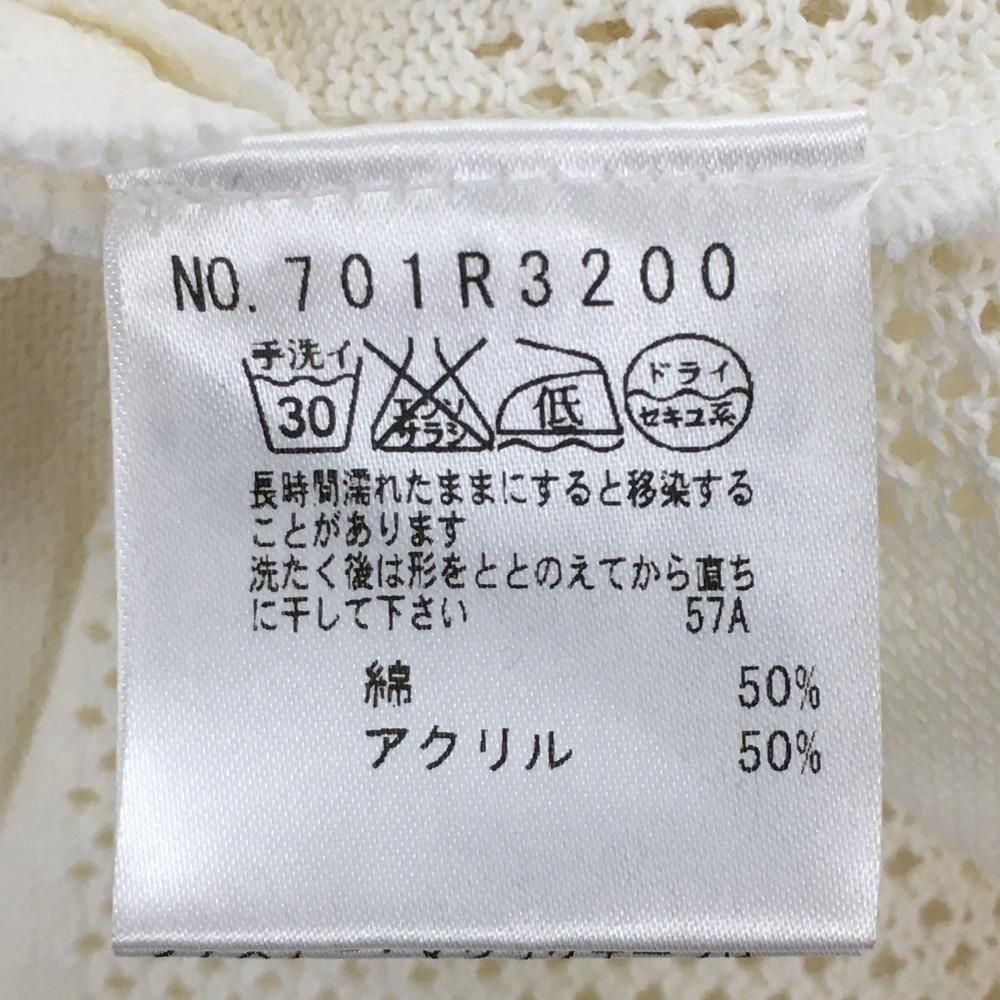 NO.701R3200
手洗イ 30 エンソサラシ 低 ドライ セキユ系
長時間濡れたままにすると移染する
ことがあります
洗たく後は形をととのえてから直ち
に干して下さい 57A
綿 50%
アクリル 50%